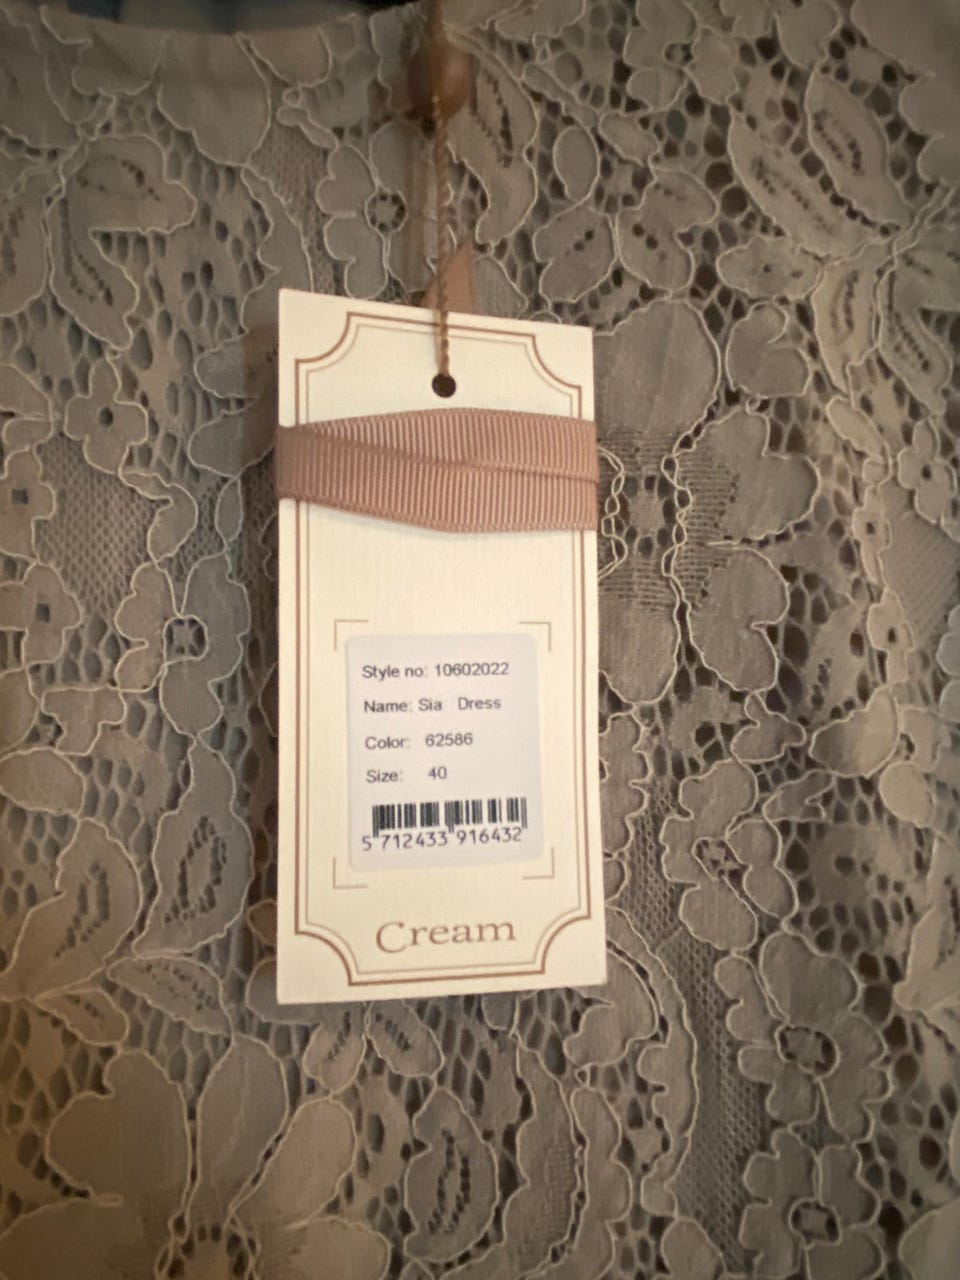 Style no: 10602022
Name: Sia Dress
Color: 62586
Size: 40
5 712433 916432
Cream